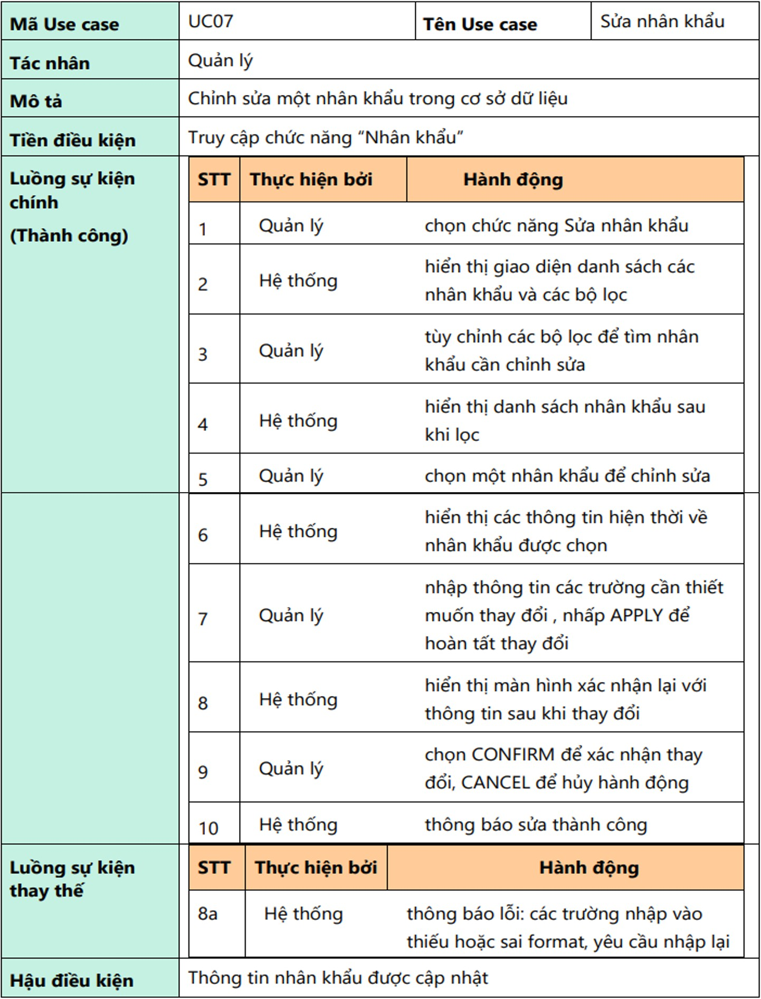 Mã Use case UC07 Tên Use case Sửa nhân khẩu
Tác nhân Quản lý
Mô tả Chỉnh sửa một nhân khẩu trong cơ sở dữ liệu
Tiền điều kiện Truy cập chức năng “Nhân khẩu”
Luồng sự kiện
chính
(Thành công)
STT Thực hiện bởi Hành động
1 Quản lý chọn chức năng Sửa nhân khẩu
2 Hệ thống hiển thị giao diện danh sách các
nhân khẩu và các bộ lọc
3 Quản lý tùy chỉnh các bộ lọc để tìm nhân
khẩu cần chỉnh sửa
4 Hệ thống hiển thị danh sách nhân khẩu sau
khi lọc
5 Quản lý chọn một nhân khẩu để chỉnh sửa
6 Hệ thống hiển thị các thông tin hiện thời về
nhân khẩu được chọn
7 Quản lý nhập thông tin các trường cần thiết
muốn thay đổi , nhấp APPLY để
hoàn tất thay đổi
8 Hệ thống hiển thị màn hình xác nhận lại với
thông tin sau khi thay đổi
9 Quản lý chọn CONFIRM để xác nhận thay
đổi, CANCEL để hủy hành động
10 Hệ thống thông báo sửa thành công
Luồng sự kiện
thay thế
STT Thực hiện bởi Hành động
8a Hệ thống thông báo lỗi: các trường nhập vào
thiếu hoặc sai format, yêu cầu nhập lại
Hậu điều kiện Thông tin nhân khẩu được cập nhật